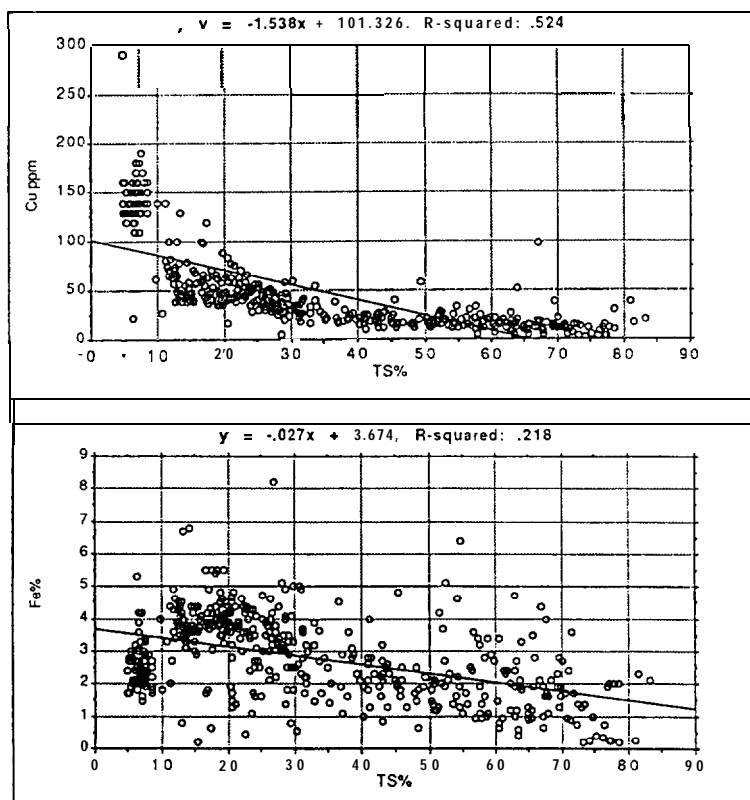 , v = -1.538x + 101.326. R-squared: .524
300
250
200
150
100
50
0
Cu ppm
-0 10 20 30 40 50 60 70 80 90
TS%
y = -.027x + 3.674, R-squared: .218
9
8
7
6
5
4
3
2
1
0
Fe%
0 10 20 30 40 50 60 70 80 90
TS%